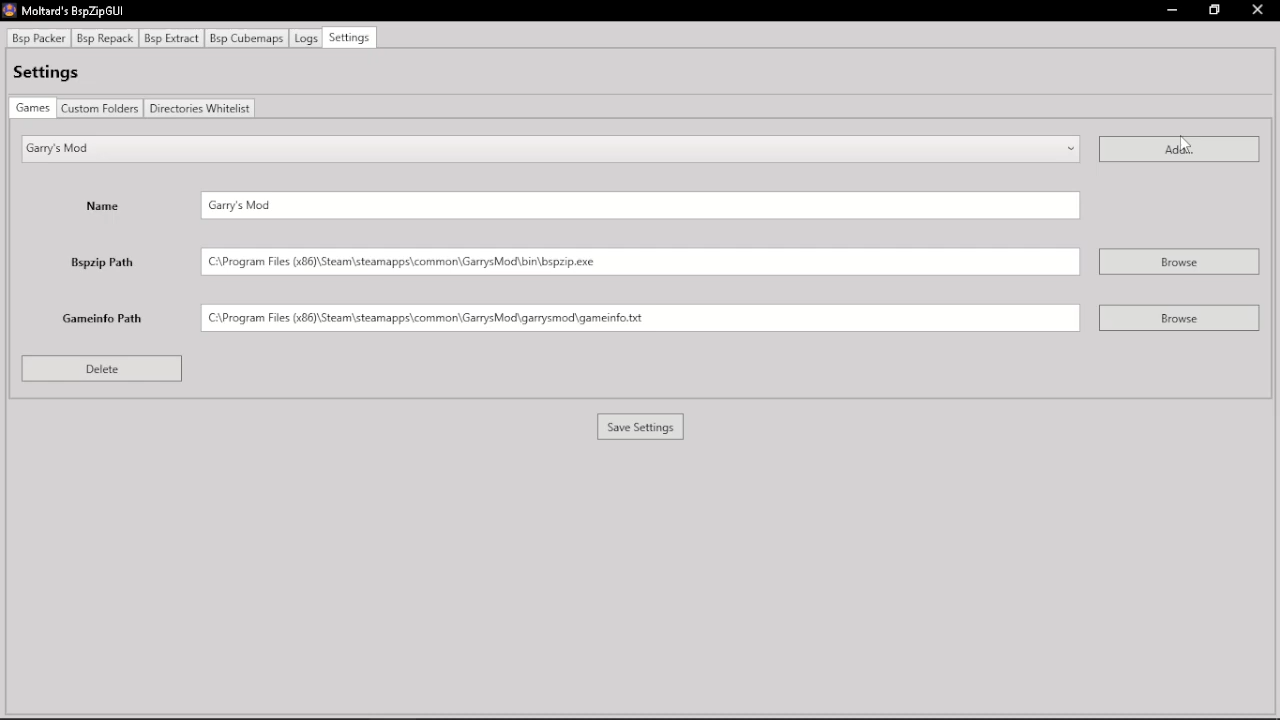 Moltard's BspZipGUI
Bsp Packer Bsp Repack Bsp Extract Bsp Cubemaps Logs Settings
Settings
Games Custom Folders Directories Whitelist
Garry's Mod Add...
Name Garry's Mod
Bspzip Path C:\Program Files (x86)\Steam\steamapps\common\GarrysMod\bin\bspzip.exe Browse
Gameinfo Path C:\Program Files (x86)\Steam\steamapps\common\GarrysMod\garrysmod\gameinfo.txt Browse
Delete
Save Settings